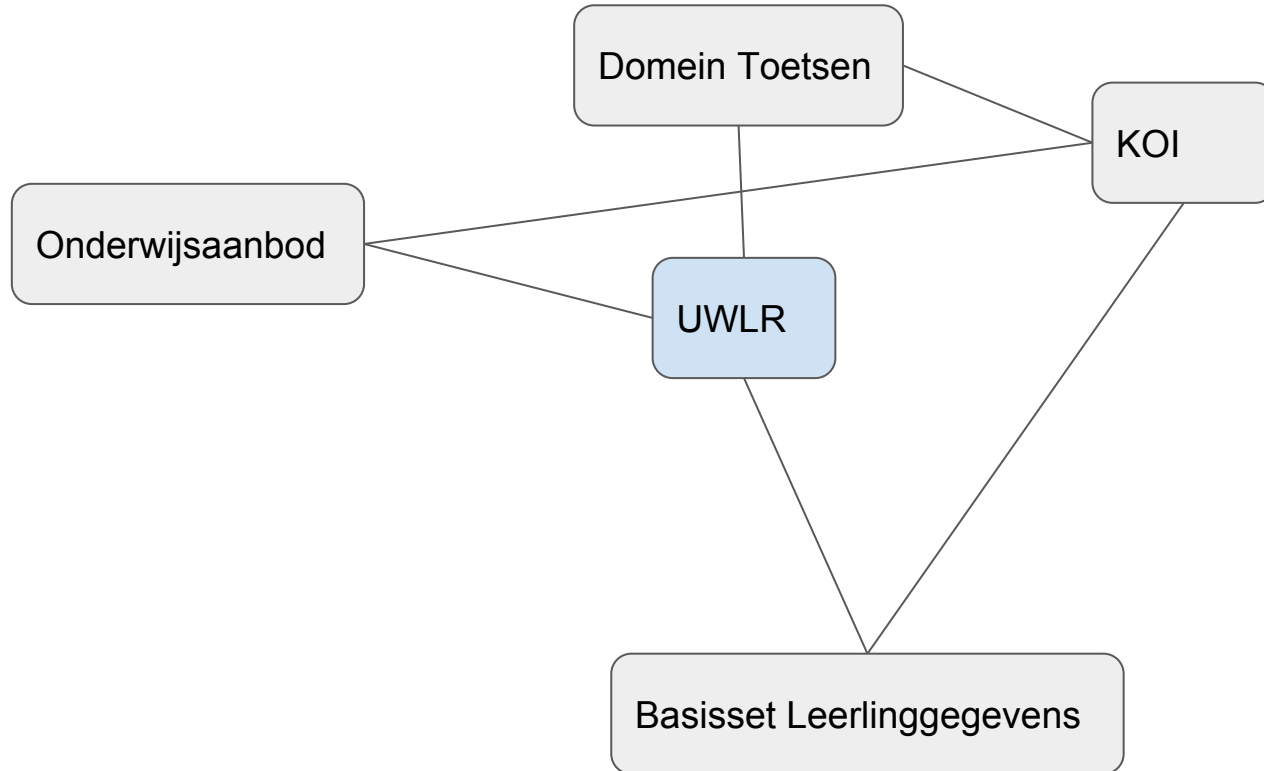 Domein Toetsen
KOI
Onderwijsaanbod
UWLR
Basisset Leerlinggegevens